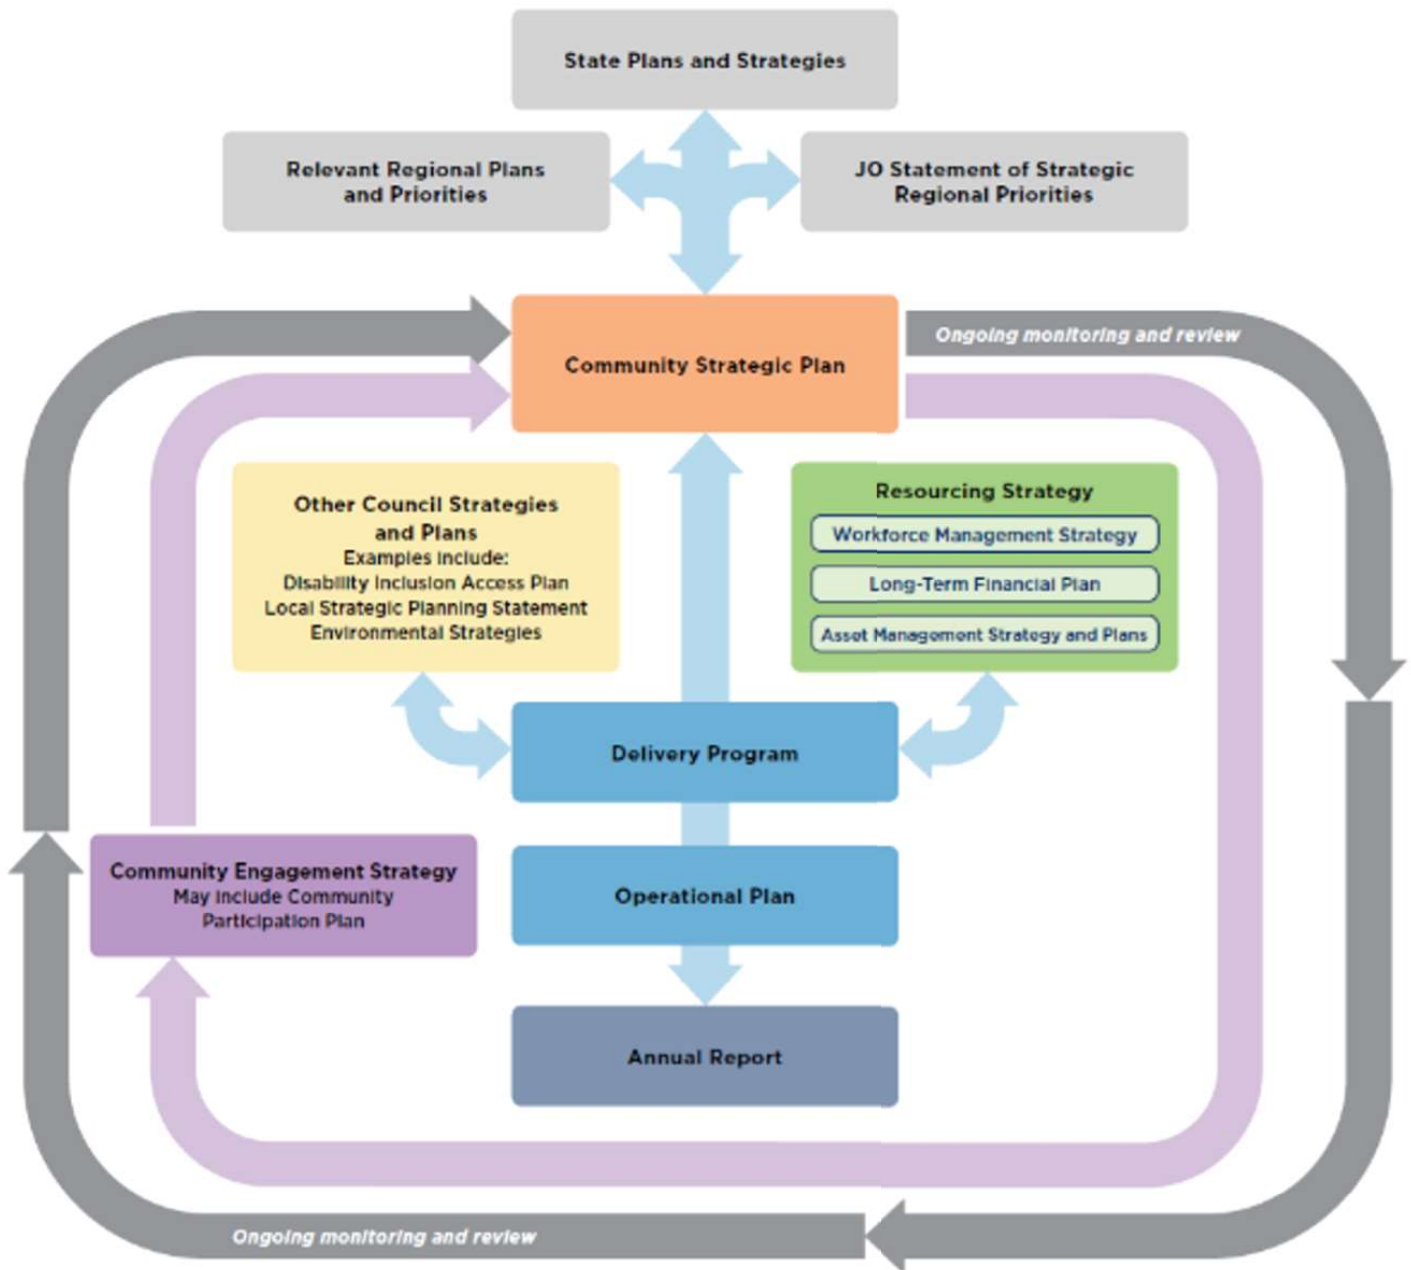 State Plans and Strategies
Relevant Regional Plans
and Priorities
JO Statement of Strategic
Regional Priorities
Community Strategic Plan
Ongoing monitoring and review
Other Council Strategies
and Plans
Examples include:
Disability Inclusion Access Plan
Local Strategic Planning Statement
Environmental Strategies
Resourcing Strategy
Workforce Management Strategy
Long-Term Financial Plan
Asset Management Strategy and Plans
Delivery Program
Community Engagement Strategy
May include Community
Participation Plan
Operational Plan
Annual Report
Ongoing monitoring and review